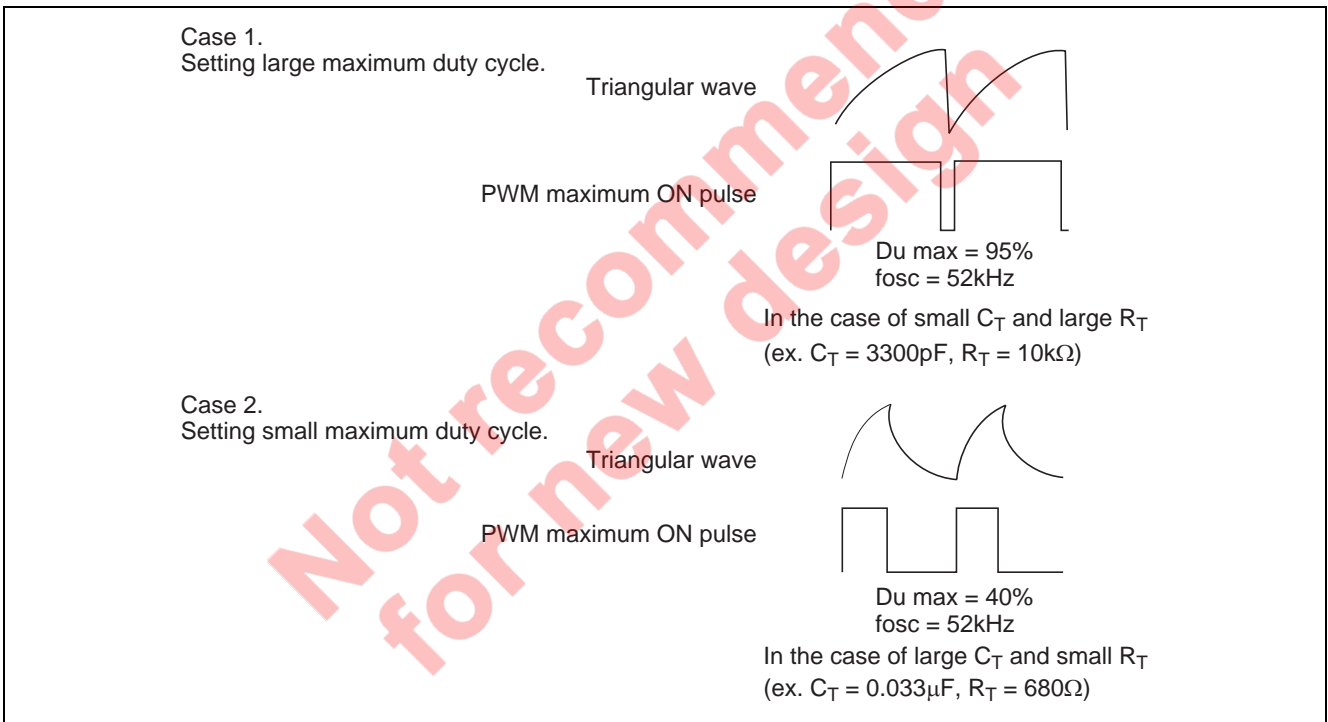 Case 1.
Setting large maximum duty cycle.
Triangular wave
PWM maximum ON pulse
Du max = 95%
fosc = 52kHz
In the case of small CT and large RT
(ex. CT = 3300pF, RT = 10kΩ)
Case 2.
Setting small maximum duty cycle.
Triangular wave
PWM maximum ON pulse
Du max = 40%
fosc = 52kHz
In the case of large CT and small RT
(ex. CT = 0.033μF, RT = 680Ω)
Not recommen
for new design